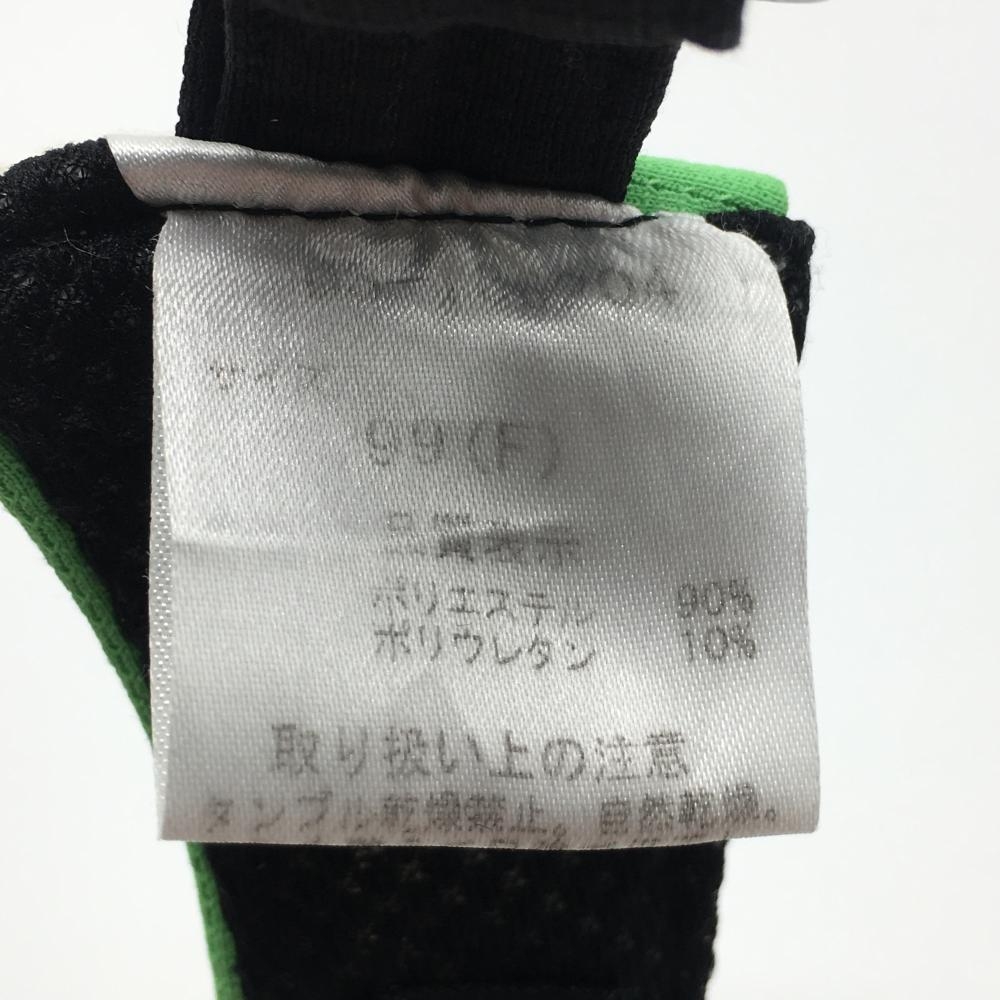 サイズ
99(F)
品質表示
ポリエステル 90%
ポリウレタン 10%
取り扱い上の注意
タンブル乾燥禁止。自然乾燥。